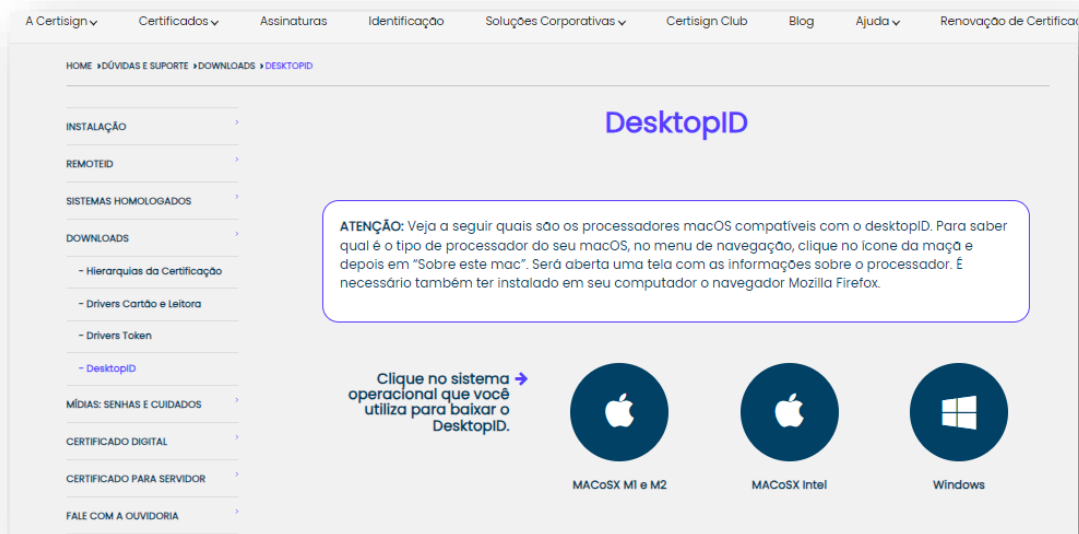 A Certisign
Certificados
Assinaturas
Identificação
Soluções Corporativas
Certisign Club
Blog
Ajuda
Renovação de Certificad
HOME DÚVIDAS E SUPORTE DOWNLOADS DESKTOPID
INSTALAÇÃO
REMOTEID
SISTEMAS HOMOLOGADOS
DOWNLOADS
- Hierarquias da Certificação
- Drivers Cartão e Leitora
- Drivers Token
- DesktopID
MÍDIAS: SENHAS E CUIDADOS
CERTIFICADO DIGITAL
CERTIFICADO PARA SERVIDOR
FALE COM A OUVIDORIA
DesktopID
ATENÇÃO: Veja a seguir quais são os processadores macOS compatíveis com o desktopID. Para saber
qual é o tipo de processador do seu macOS, no menu de navegação, clique no ícone da maçã e
depois em “Sobre este mac”. Será aberta uma tela com as informações sobre o processador. É
necessário também ter instalado em seu computador o navegador Mozilla Firefox.
Clique no sistema
operacional que você
utiliza para baixar o
DesktopID.
MACoSX M1 e M2
MACoSX Intel
Windows